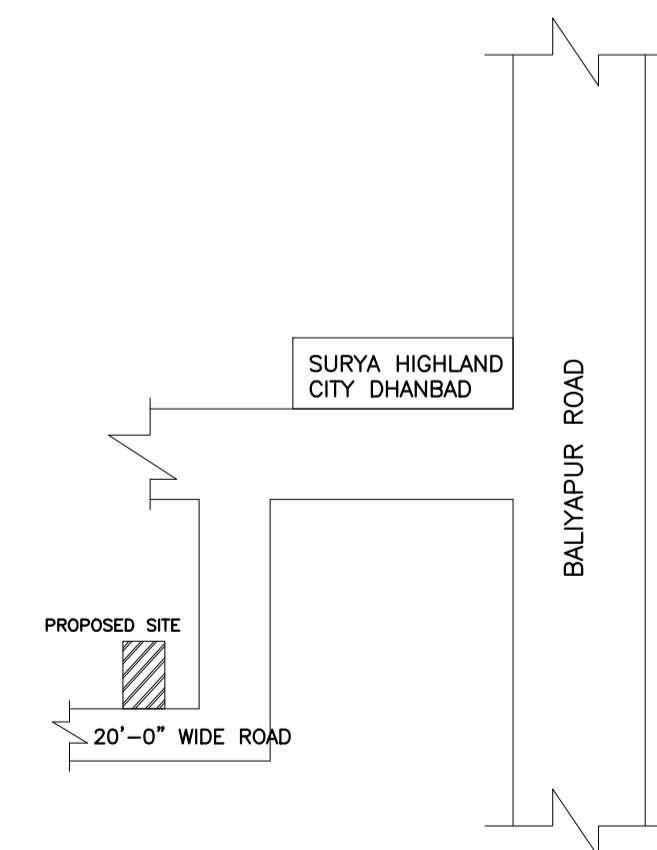 SURYA HIGHLAND
CITY DHANBAD
BALIYAPUR ROAD
PROPOSED SITE
20'-0" WIDE ROAD